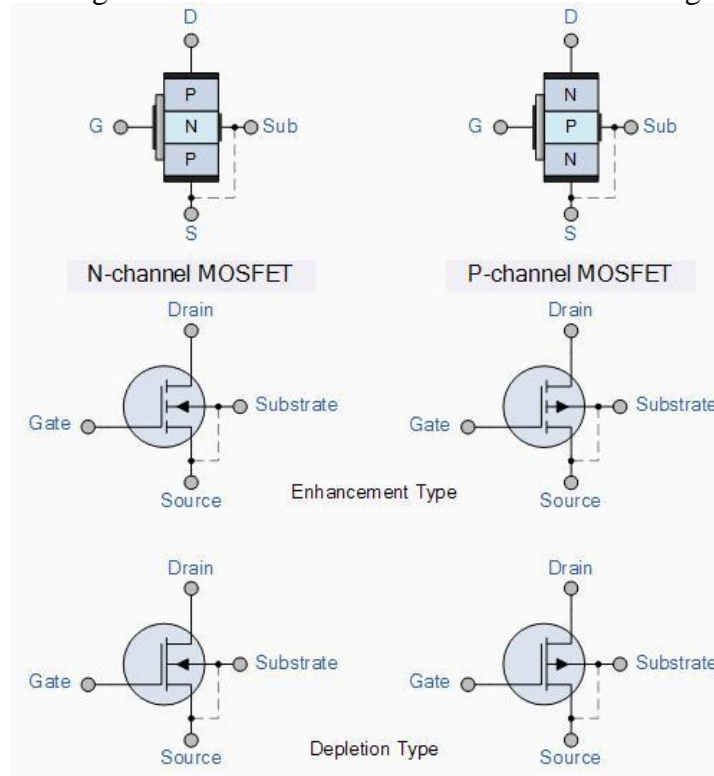 D D
P N
G N Sub G P Sub
P N
S S
N-channel MOSFET P-channel MOSFET
Drain Drain
Substrate Substrate
Gate Gate
Source Enhancement Type Source
Drain Drain
Substrate Substrate
Gate Gate
Source Depletion Type Source